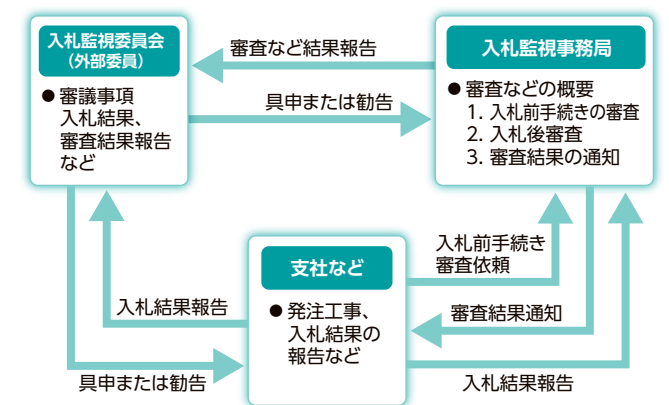 入札監視委員会
（外部委員）
● 審議事項
入札結果、
審査結果報告
など
審査など結果報告
具申または勧告
入札監視事務局
● 審査などの概要
1. 入札前手続きの審査
2. 入札後審査
3. 審査結果の通知
支社など
● 発注工事、
入札結果の
報告など
入札結果報告
具申または勧告
入札前手続き
審査依頼
審査結果通知
入札結果報告